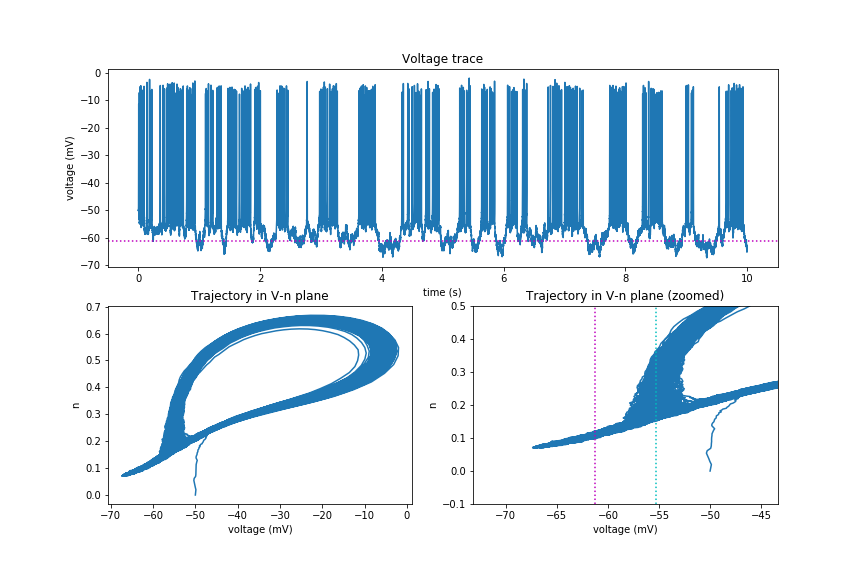 Voltage trace
0
−10
−20
−30
−40
−50
−60
−70
voltage (mV)
0 2 4 6 8 10
time (s)
Trajectory in V-n plane
0.7
0.6
0.5
0.4
0.3
0.2
0.1
0.0
n
−70 −60 −50 −40 −30 −20 −10 0
voltage (mV)
Trajectory in V-n plane (zoomed)
0.5
0.4
0.3
0.2
0.1
0.0
−0.1
n
−70 −65 −60 −55 −50 −45
voltage (mV)